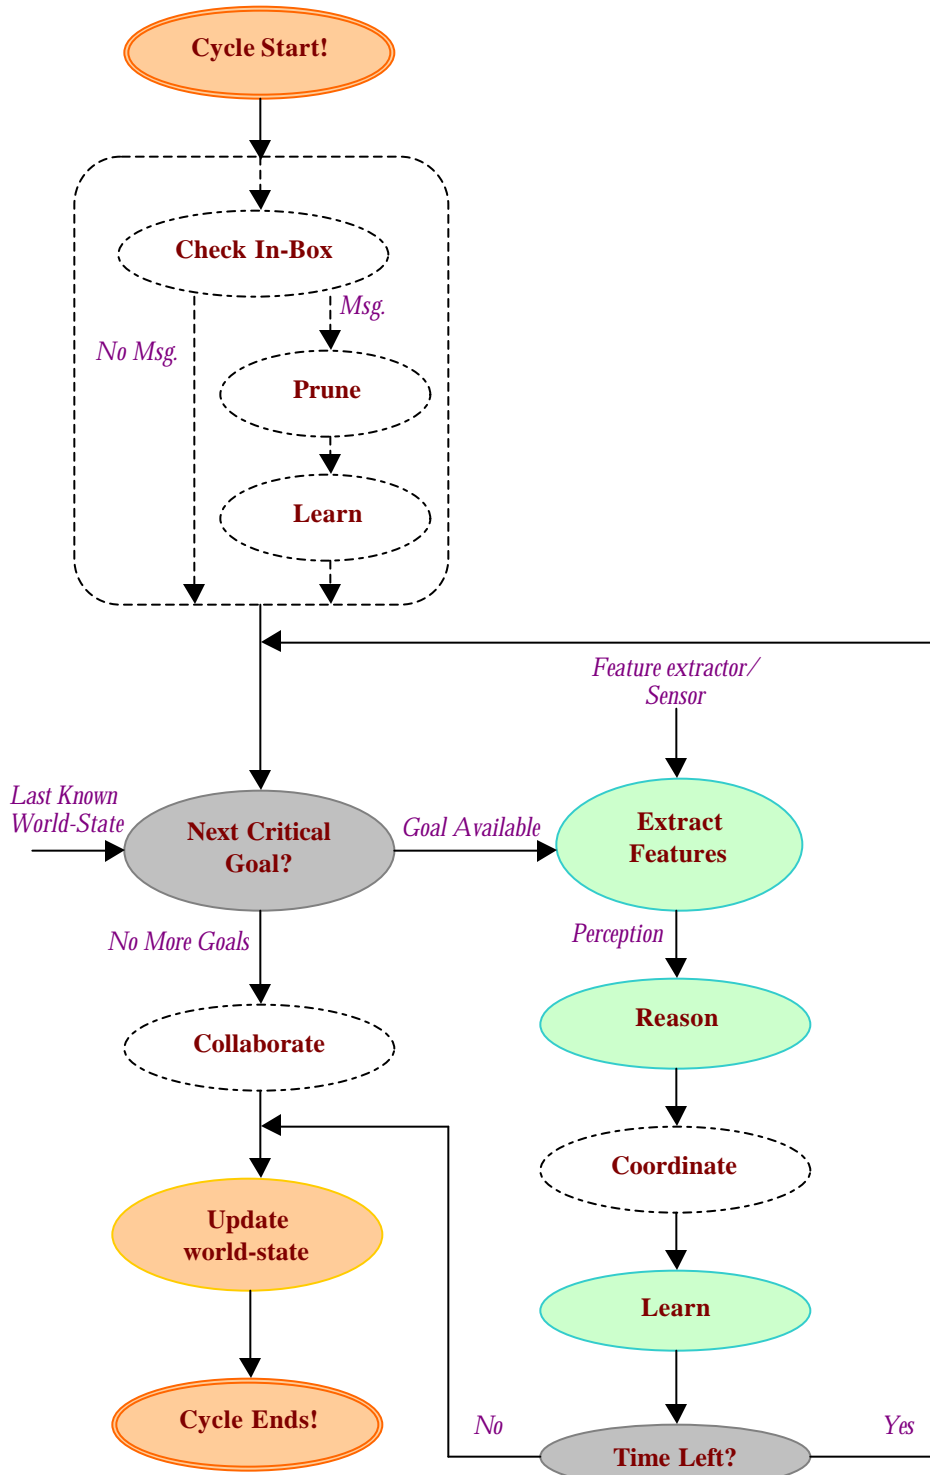 Cycle Start!
Check In-Box
Msg.
No Msg.
Prune
Learn
Feature extractor/
Sensor
Last Known
World-State
Next Critical
Goal?
Goal Available
Extract
Features
No More Goals
Perception
Reason
Collaborate
Coordinate
Update
world-state
Learn
Cycle Ends!
No
Yes
Time Left?